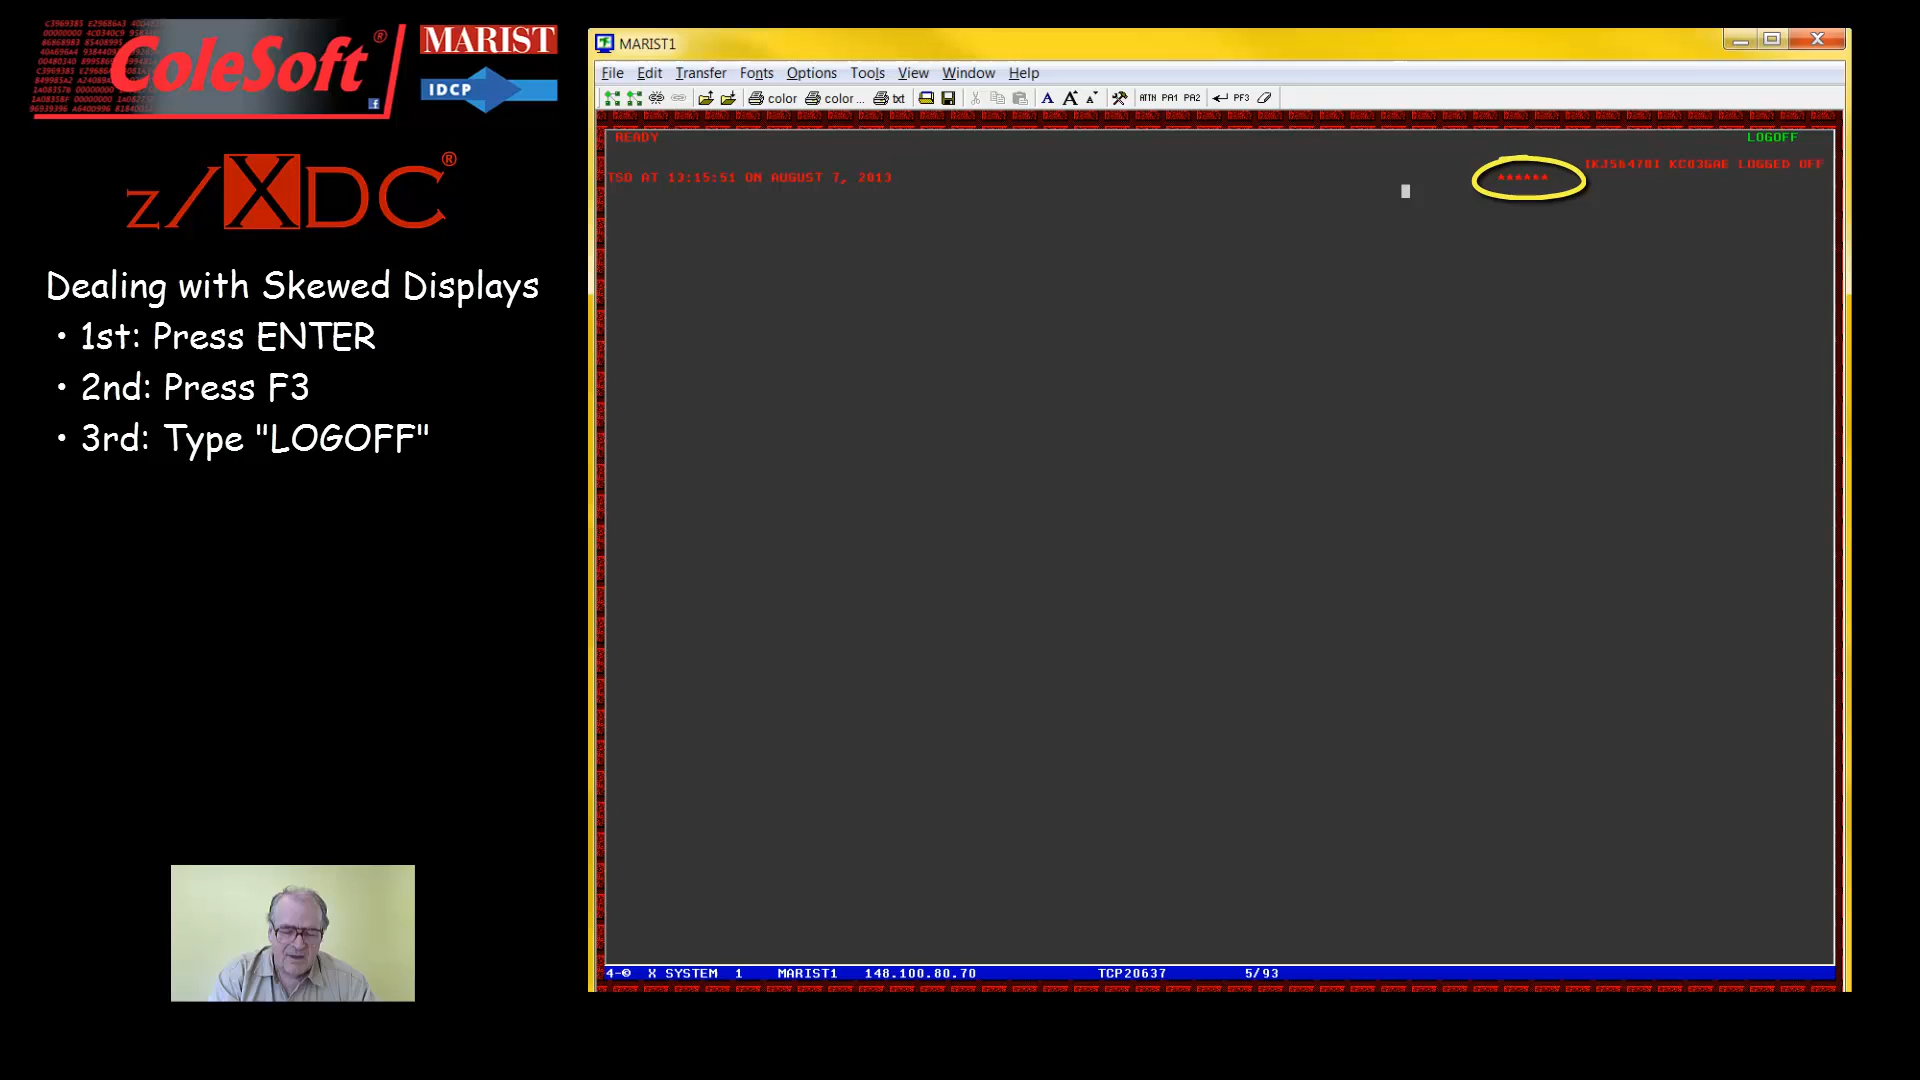 ColeSoft®
MARIST
IDCP
z/XDC®
Dealing with Skewed Displays
• 1st: Press ENTER
• 2nd: Press F3
• 3rd: Type "LOGOFF"
MARIST1
File Edit Transfer Fonts Options Tools View Window Help
color color ... txt A A A ATTN PA1 PA2 PF3
READY LOGOFF
IKJ56470I KC03GAE LOGGED OFF
TSO AT 13:15:51 ON AUGUST 7, 2013 ******
4-© X SYSTEM 1 MARIST1 148.100.80.70 TCP20637 5/93